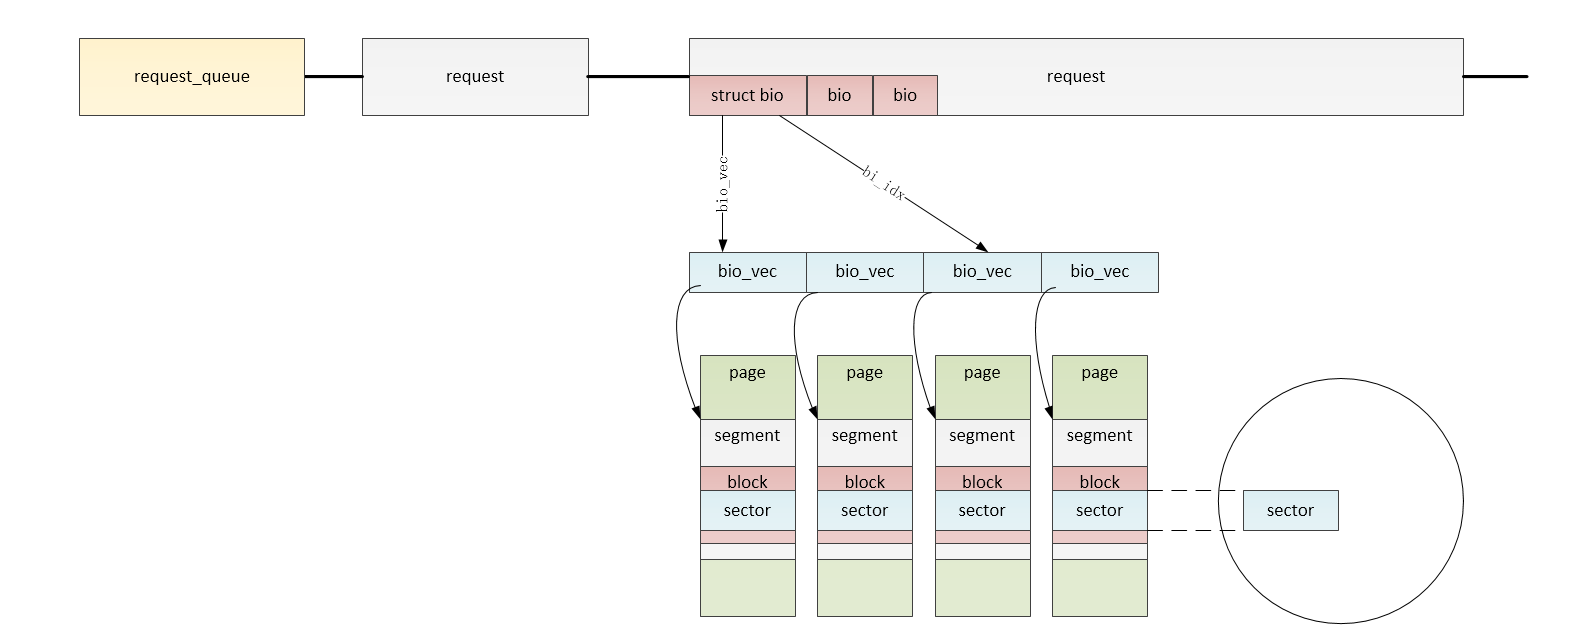 request_queue
request
request
struct bio
bio
bio
bio_vec
bi_idx
bio_vec
bio_vec
bio_vec
bio_vec
page
page
page
page
segment
segment
segment
segment
block
block
block
block
sector
sector
sector
sector
sector